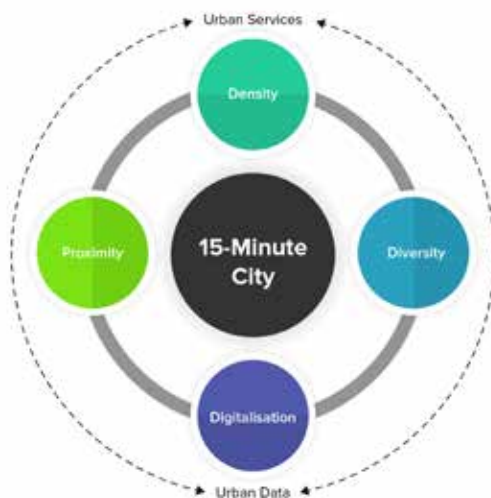 Urban Services
Density
Proximity
15-Minute
City
Diversity
Digitalisation
Urban Data